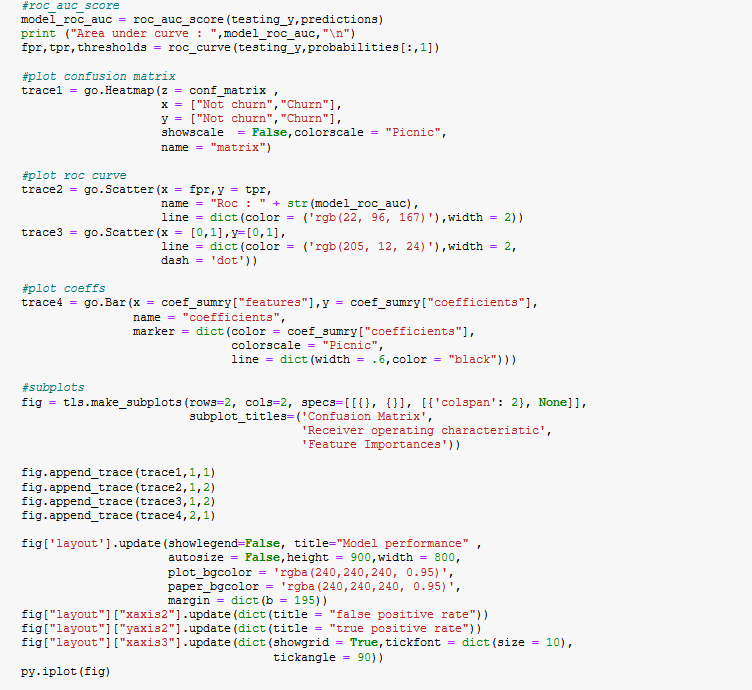 #roc_auc_score
model_roc_auc = roc_auc_score(testing_y,predictions)
print ("Area under curve : ",model_roc_auc,"\n")
fpr,tpr,thresholds = roc_curve(testing_y,probabilities[:,1])

#plot confusion matrix
trace1 = go.Heatmap(z = conf_matrix ,
                    x = ["Not churn","Churn"],
                    y = ["Not churn","Churn"],
                    showscale  = False,colorscale = "Picnic",
                    name = "matrix")

#plot roc curve
trace2 = go.Scatter(x = fpr,y = tpr,
                    name = "Roc : " + str(model_roc_auc),
                    line = dict(color = ('rgb(22, 96, 167)'),width = 2))
trace3 = go.Scatter(x = [0,1],y=[0,1],
                    line = dict(color = ('rgb(205, 12, 24)'),width = 2,
                    dash = 'dot'))

#plot coeffs
trace4 = go.Bar(x = coef_sumry["features"],y = coef_sumry["coefficients"],
                name = "coefficients",
                marker = dict(color = coef_sumry["coefficients"],
                              colorscale = "Picnic",
                              line = dict(width = .6,color = "black")))

#subplots
fig = tls.make_subplots(rows=2, cols=2, specs=[[{}, {}], [{'colspan': 2}, None]],
                        subplot_titles=('Confusion Matrix',
                                        'Receiver operating characteristic',
                                        'Feature Importances'))

fig.append_trace(trace1,1,1)
fig.append_trace(trace2,1,2)
fig.append_trace(trace3,1,2)
fig.append_trace(trace4,2,1)

fig['layout'].update(showlegend=False, title="Model performance" ,
                     autosize = False,height = 900,width = 800,
                     plot_bgcolor = 'rgba(240,240,240, 0.95)',
                     paper_bgcolor = 'rgba(240,240,240, 0.95)',
                     margin = dict(b = 195))
fig["layout"]["xaxis2"].update(dict(title = "false positive rate"))
fig["layout"]["yaxis2"].update(dict(title = "true positive rate"))
fig["layout"]["xaxis3"].update(dict(showgrid = True,tickfont = dict(size = 10),
                                    tickangle = 90))
py.iplot(fig)